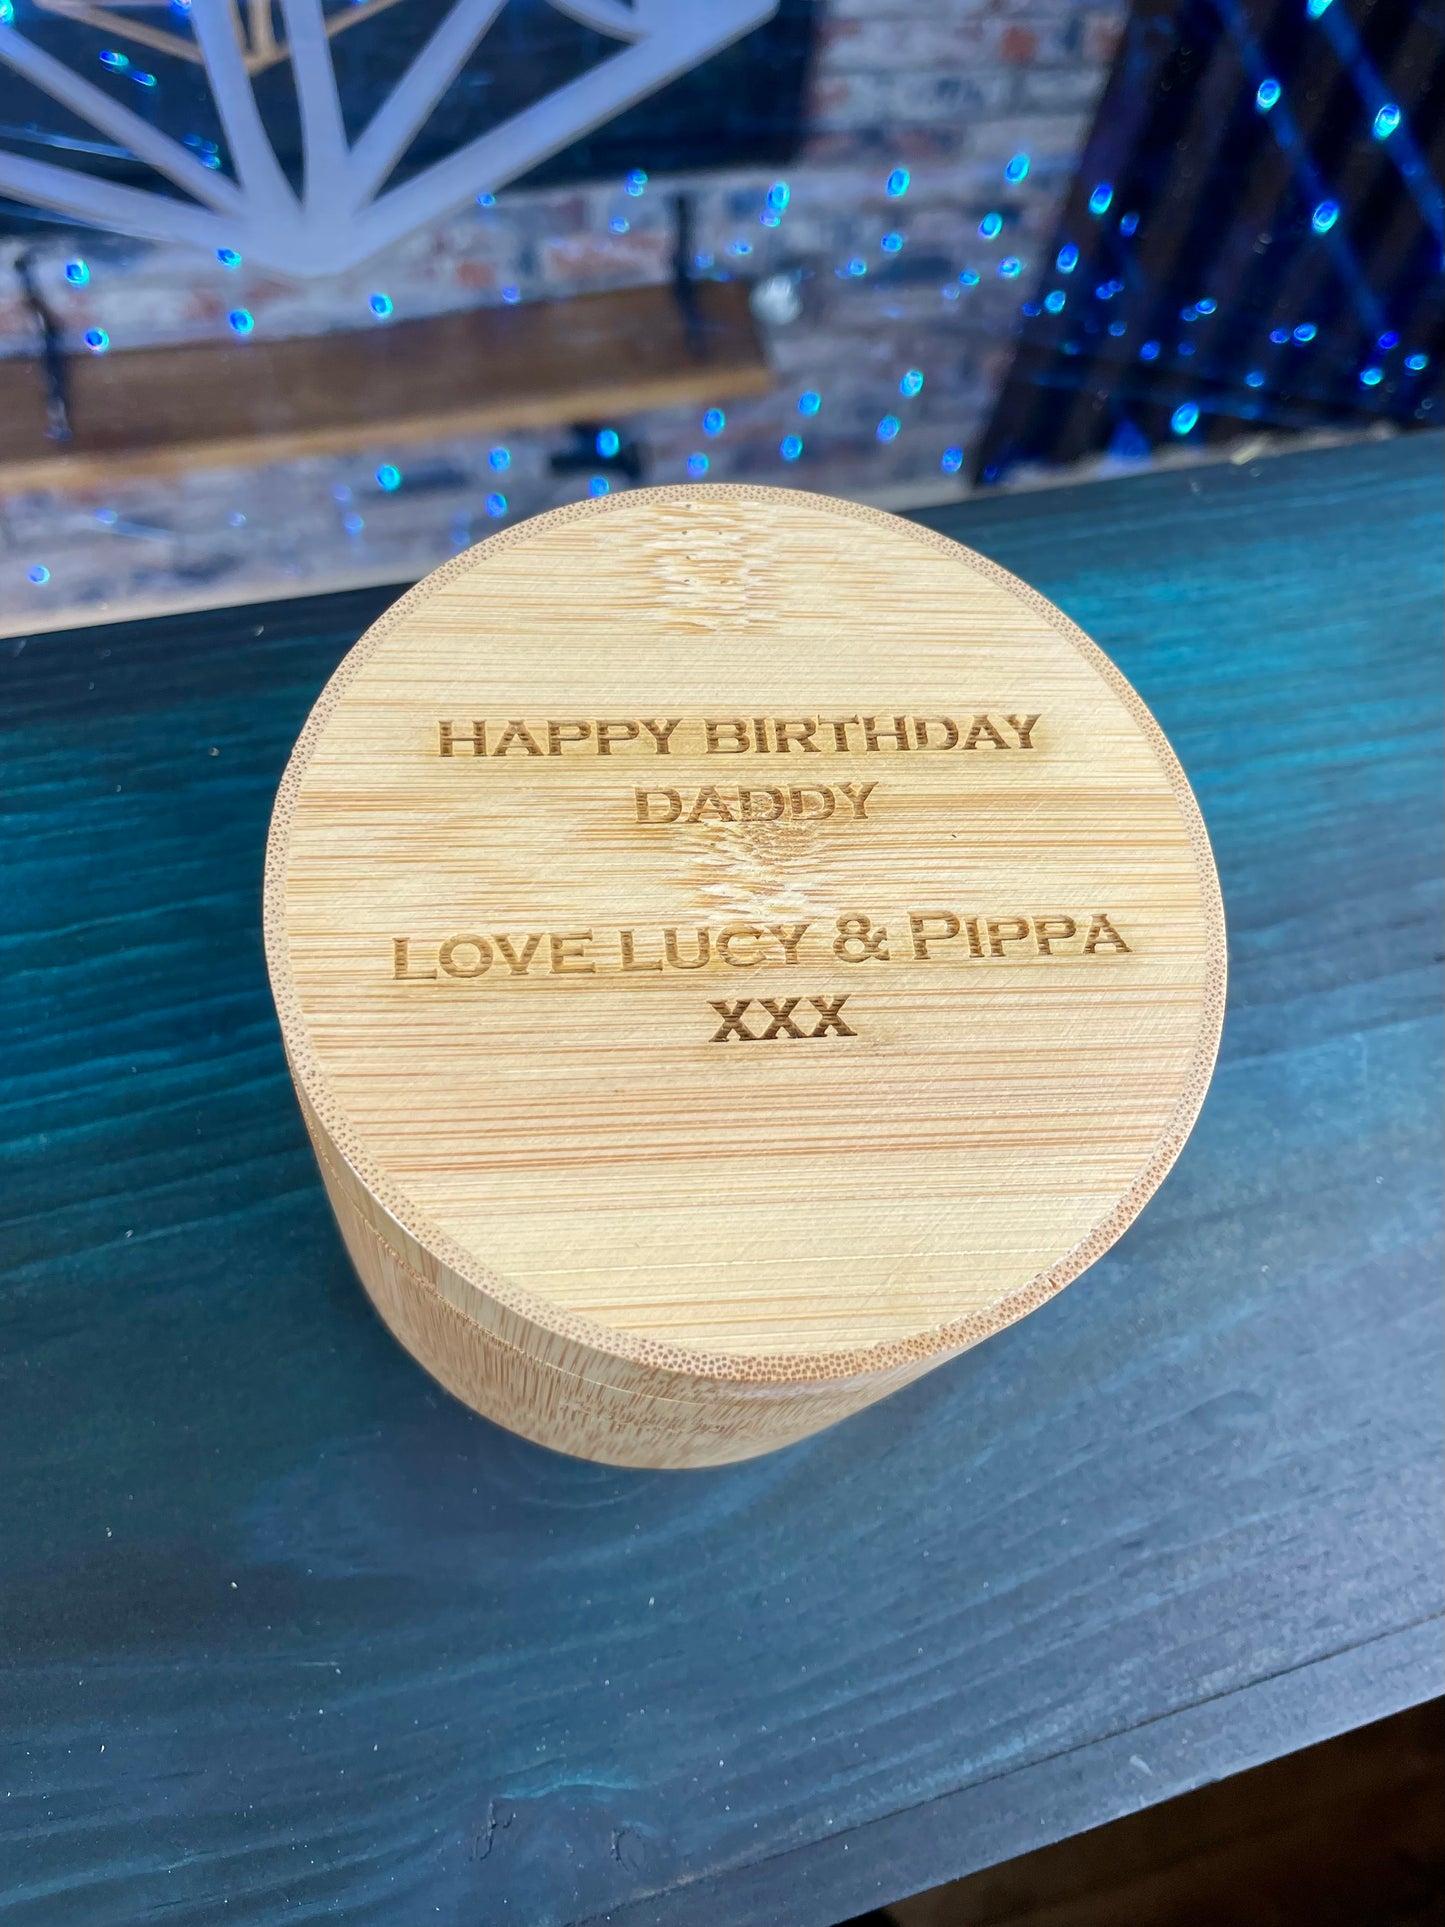 HAPPY BIRTHDAY
DADDY
LOVE LUCY & PIPPA
XXX